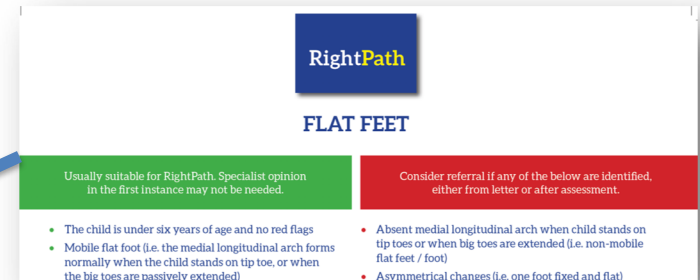 RightPath
FLAT FEET
Usually suitable for RightPath. Specialist opinion
in the first instance may not be needed.
Consider referral if any of the below are identified,
either from letter or after assessment.
• The child is under six years of age and no red flags
• Mobile flat foot (i.e. the medial longitudinal arch forms
normally when the child stands on tip toe, or when
the big toes are passively extended)
• Absent medial longitudinal arch when child stands on
tip toes or when big toes are extended (i.e. non-mobile
flat feet / foot)
• Asymmetrical changes (i.e. one foot fixed and flat)